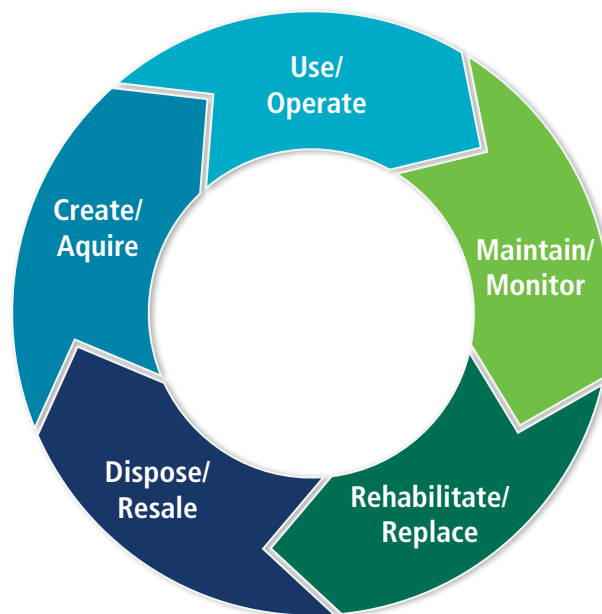 Use/
Operate
Maintain/
Monitor
Rehabilitate/
Replace
Dispose/
Resale
Create/
Aquire